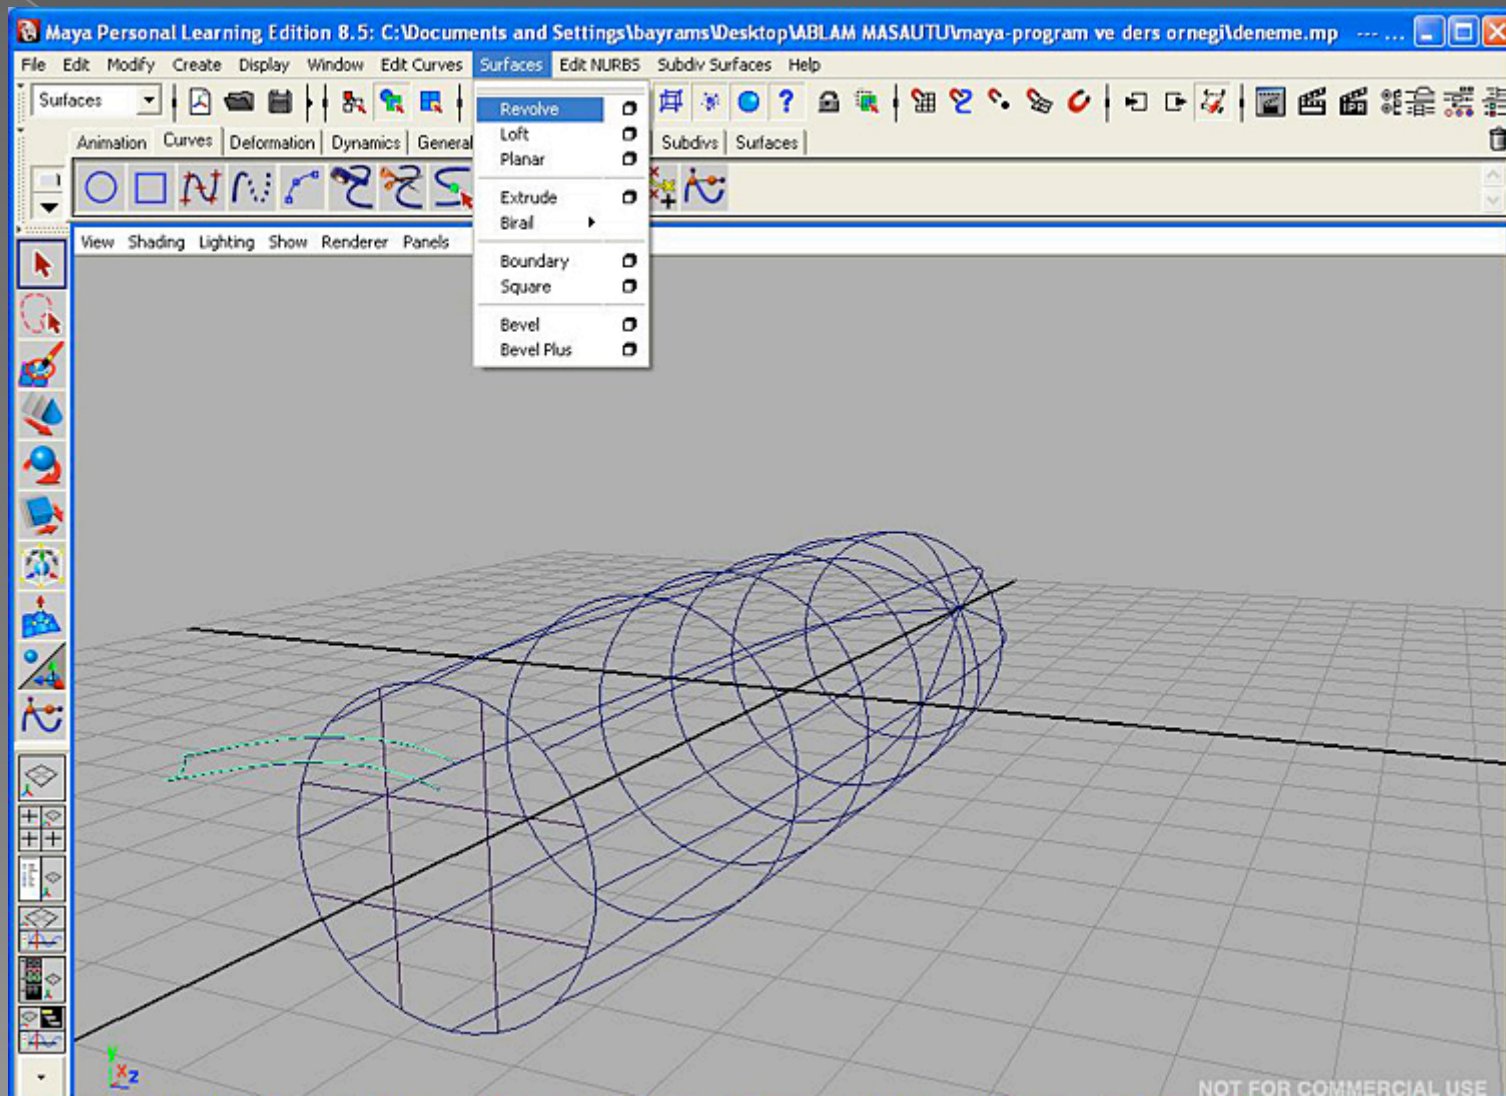 Maya Personal Learning Edition 8.5: C:\Documents and Settings\bayrams\Desktop\ABLAM MASAUTU\maya-program ve ders ornegi\deneme.mp --- ...
File Edit Modify Create Display Window Edit Curves Surfaces Edit NURBS Subdiv Surfaces Help
Surfaces
Animation Curves Deformation Dynamics General Subdivs Surfaces
View Shading Lighting Show Renderer Panels
Revolve
Loft
Planar
Extrude
Birail
Boundary
Square
Bevel
Bevel Plus
y
x
z
NOT FOR COMMERCIAL USE